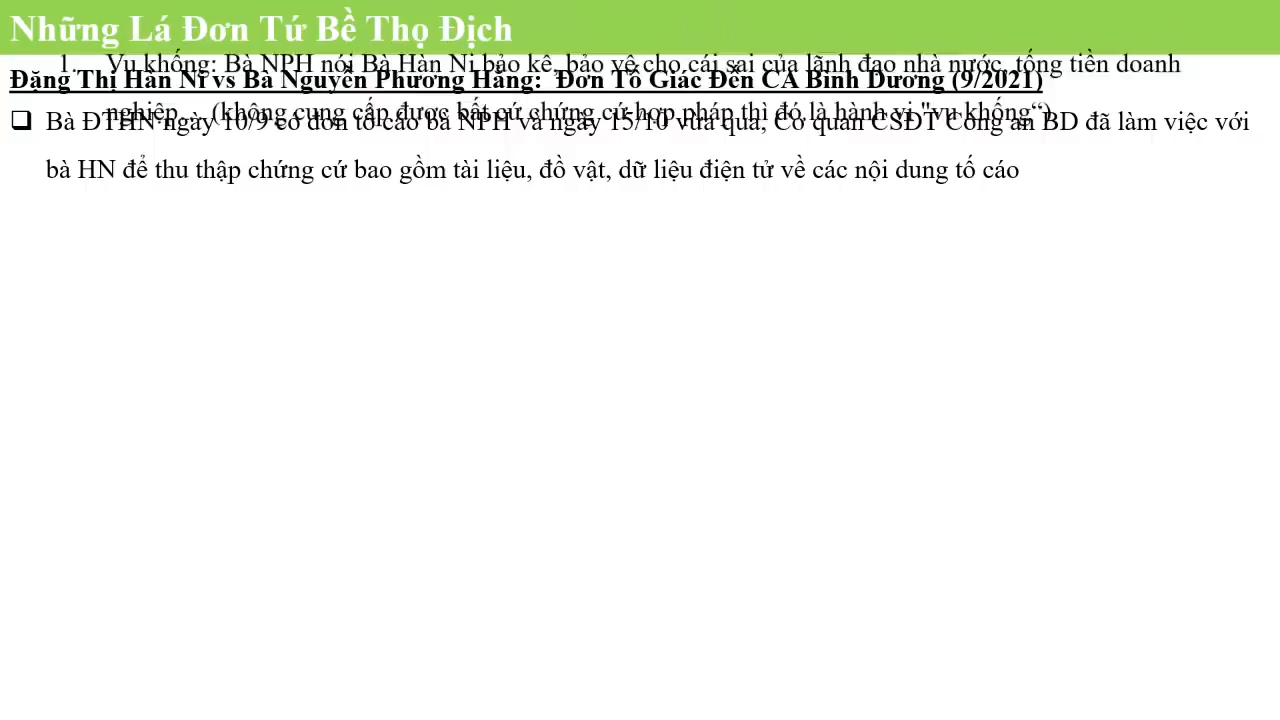 Những Lá Đơn Tứ Bề Thọ Địch
1. Vu khống: Bà NPH nói Bà Hàn Ni bảo kê, bảo vệ cho cái sai của lãnh đạo nhà nước, tống tiền doanh
Đặng Thị Hàn Ni vs Bà Nguyễn Phương Hằng: Đơn Tố Giác Đến CA Bình Dương (9/2021)
nghiệp... (không cung cấp được bất cứ chứng cứ hợp pháp thì đó là hành vi "vu khống“)
❑ Bà ĐTHN ngày 10/9 có đơn tố cáo bà NPH và ngày 15/10 vừa qua, Cơ quan CSĐT Công an BD đã làm việc với
bà HN để thu thập chứng cứ bao gồm tài liệu, đồ vật, dữ liệu điện tử về các nội dung tố cáo